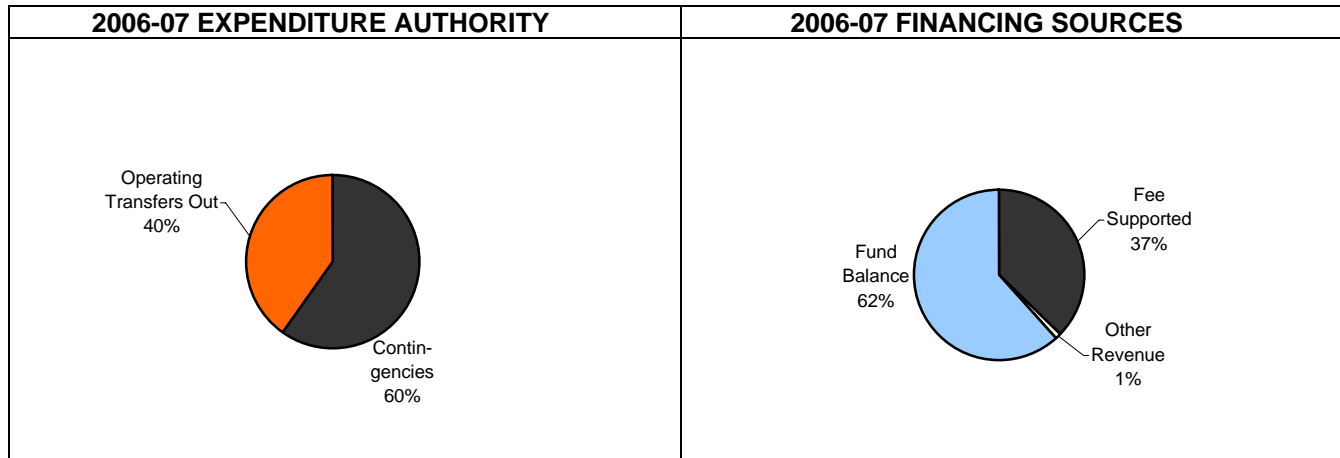 2006-07 EXPENDITURE AUTHORITY
Operating
Transfers Out
40%
Contin-
gencies
60%
2006-07 FINANCING SOURCES
Fund
Balance
62%
Fee
Supported
37%
Other
Revenue
1%